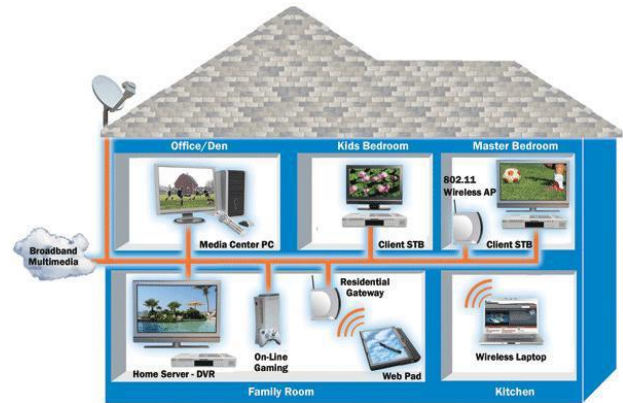 Office/Den
Kids Bedroom
Master Bedroom
802.11
Wireless AP
Media Center PC
Client STB
Client STB
Broadband
Multimedia
Residential
Gateway
On-Line
Gaming
Home Server - DVR
Web Pad
Wireless Laptop
Family Room
Kitchen